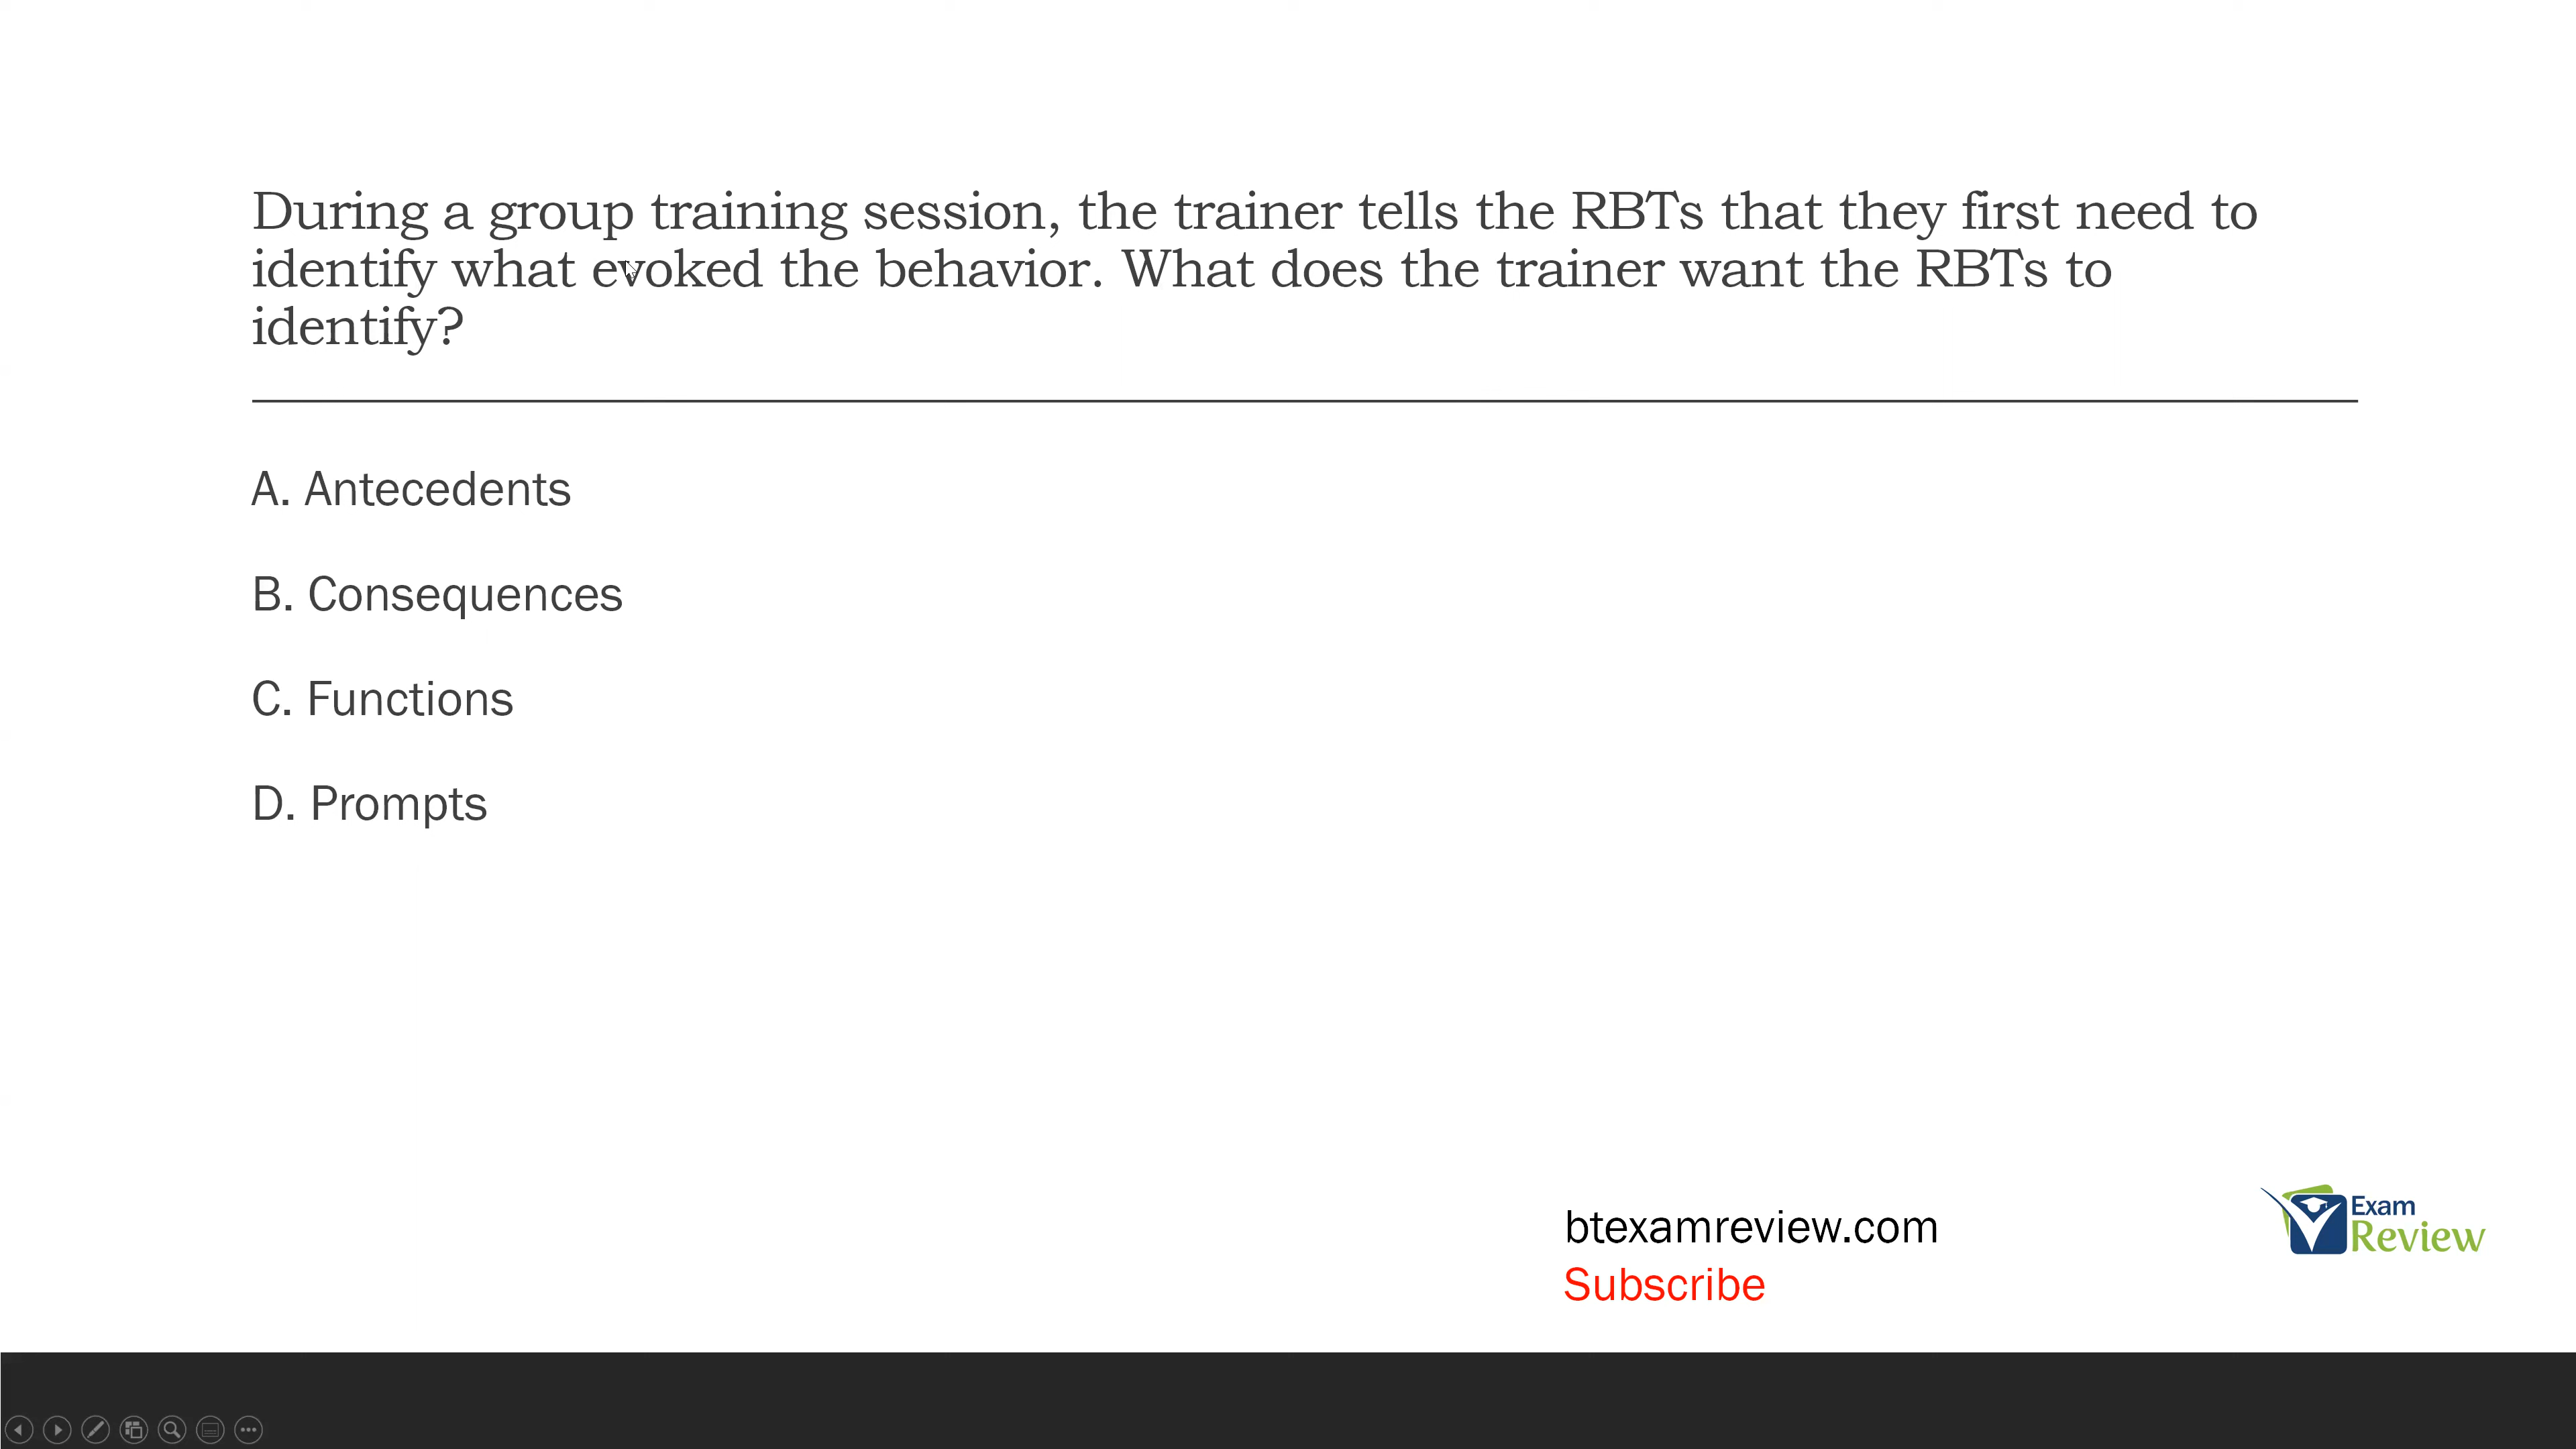 During a group training session, the trainer tells the RBTs that they first need to
identify what evoked the behavior. What does the trainer want the RBTs to
identify?
A. Antecedents
B. Consequences
C. Functions
D. Prompts
btexamreview.com
Subscribe
Exam
Review